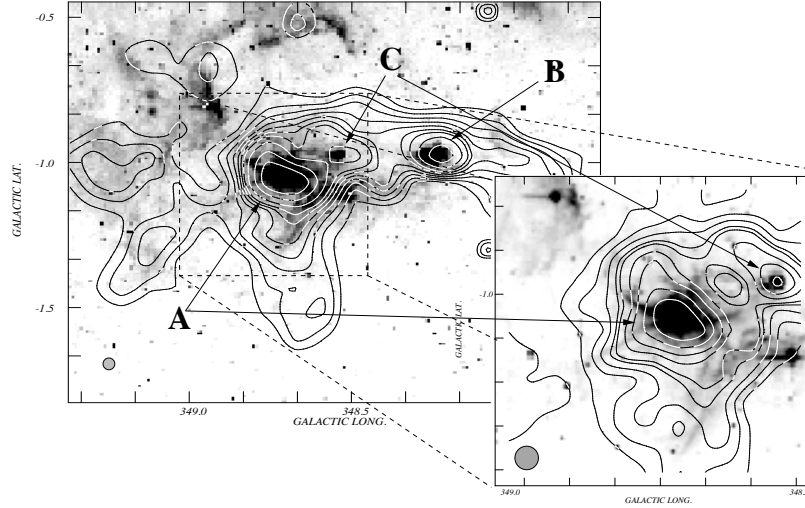 -0.5
C
B
-1.0
GALACTIC LAT.
-1.5
A
GALACTIC LAT.
-1.0
349.0
348.5
GALACTIC LONG.
349.0
348.
GALACTIC LONG.